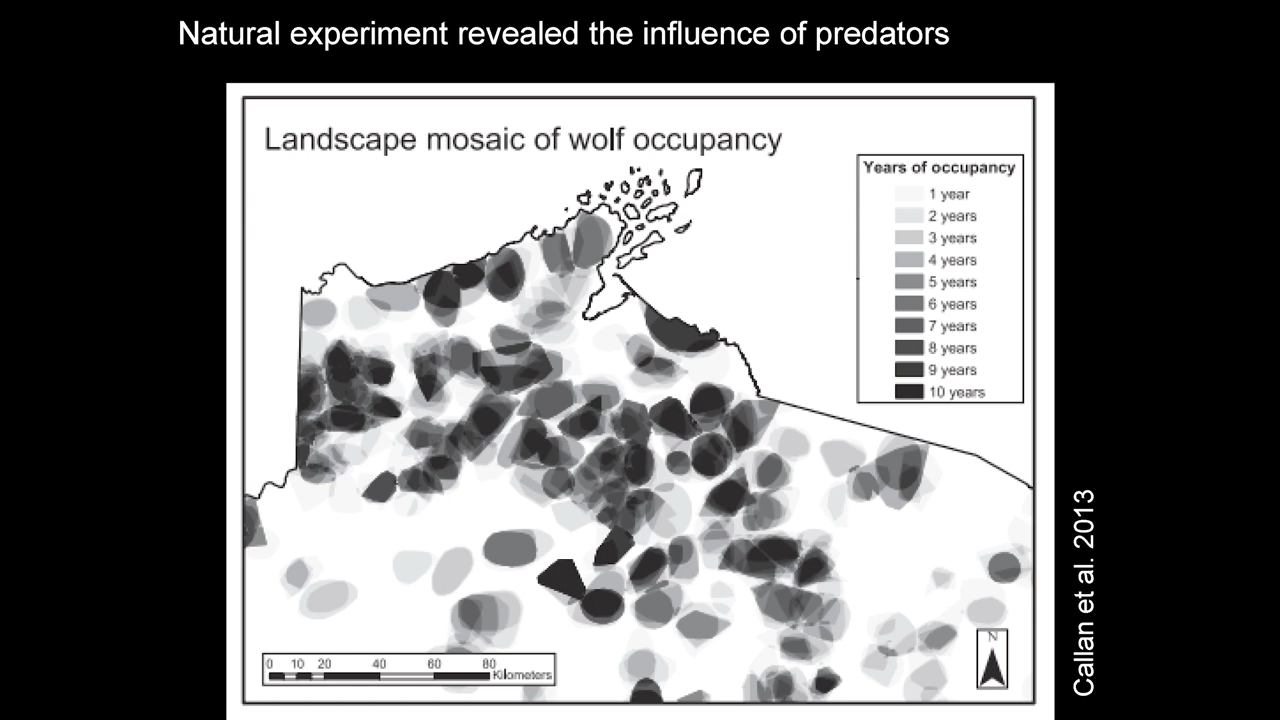 Natural experiment revealed the influence of predators
Landscape mosaic of wolf occupancy
Years of occupancy
1 year
2 years
3 years
4 years
5 years
6 years
7 years
8 years
9 years
10 years
0 10 20 40 60 80
Kilometers
N
Callan et al. 2013